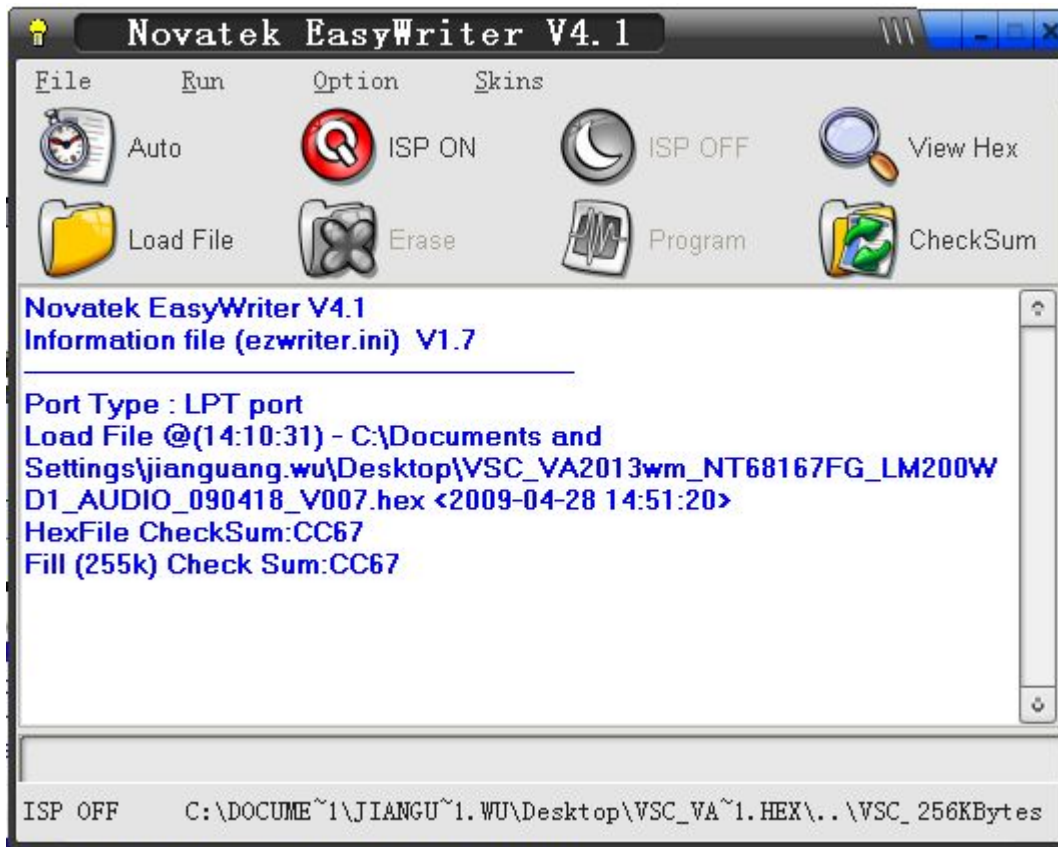 Novatek EasyWriter V4.1
File Run Option Skins
Auto ISP ON ISP OFF View Hex
Load File Erase Program CheckSum
Novatek EasyWriter V4.1
Information file (ezwriter.ini) V1.7
Port Type : LPT port
Load File @(14:10:31) - C:\Documents and
Settings\jianguang.wu\Desktop\VSC_VA2013wm_NT68167FG_LM200W
D1_AUDIO_090418_V007.hex <2009-04-28 14:51:20>
HexFile CheckSum:CC67
Fill (255k) Check Sum:CC67
ISP OFF C:\DOCUME~1\JIANGU~1.WU\Desktop\VSC_VA~1.HEX\..\VSC_ 256KBytes